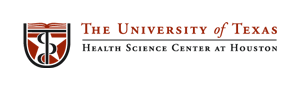 THE UNIVERSITY of TEXAS
HEALTH SCIENCE CENTER AT HOUSTON